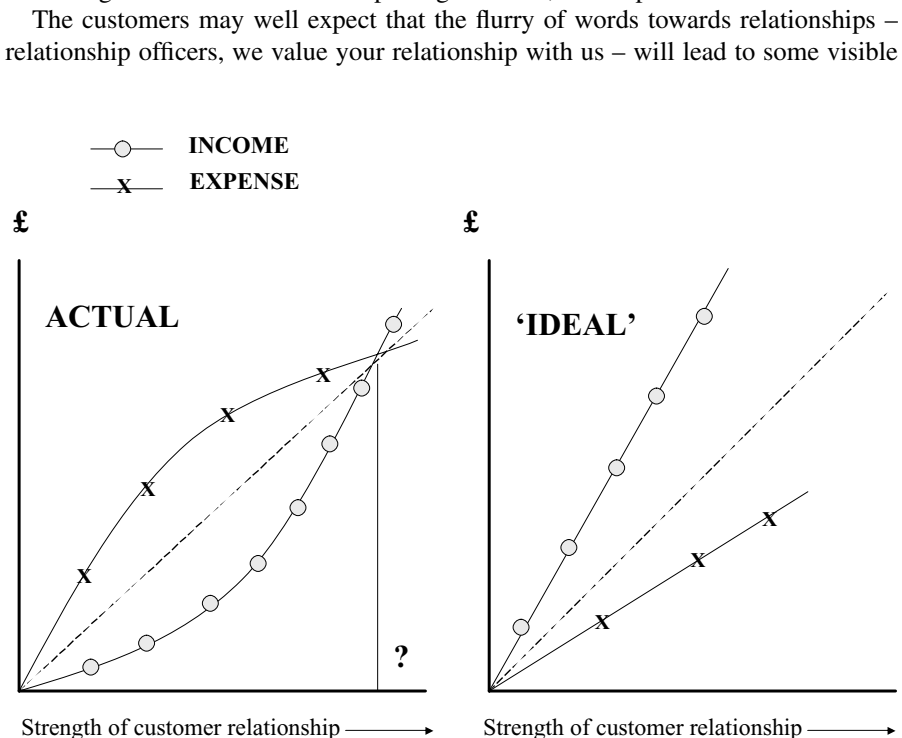 The customers may well expect that the flurry of words towards relationships –
relationship officers, we value your relationship with us – will lead to some visible
INCOME
X EXPENSE
£
£
ACTUAL
‘IDEAL’
?
Strength of customer relationship
Strength of customer relationship